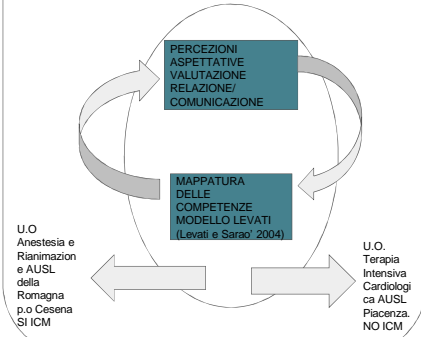 PERCEZIONI
ASPETTATIVE
VALUTAZIONE
RELAZIONE/
COMUNICAZIONE
MAPPATURA
DELLE
COMPETENZE
MODELLO LEVATI
(Levati e Sarao' 2004)
U.O
Anestesia e
Rianimazion
e AUSL
della
Romagna
p.o Cesena
SI ICM
U.O.
Terapia
Intensiva
Cardiologi
ca AUSL
Piacenza.
NO ICM